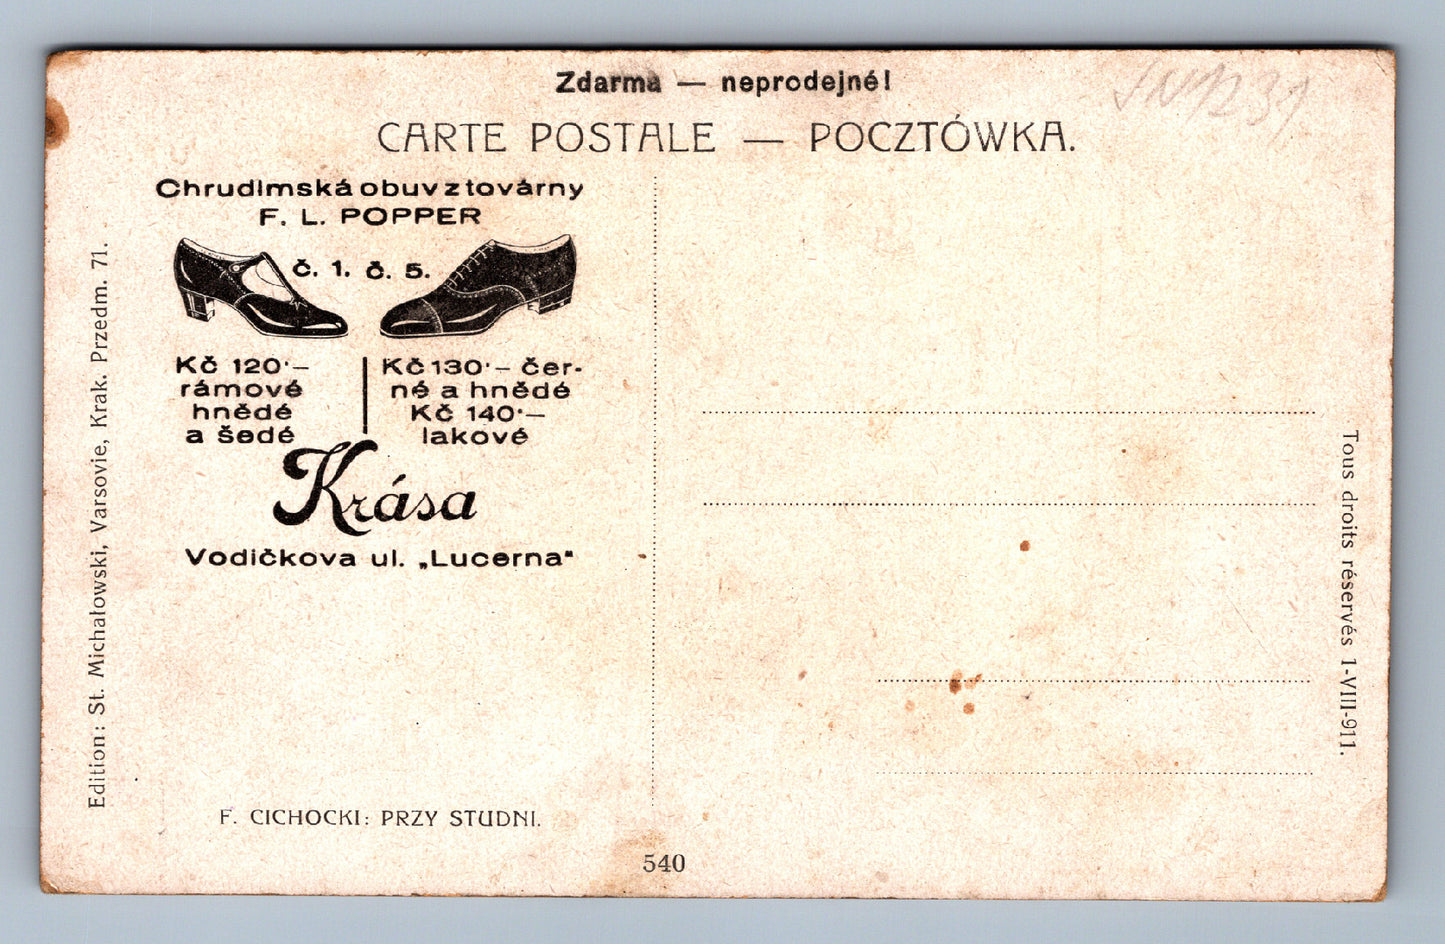 Zdarma — neprodejné!
CARTE POSTALE — POCZTÓWKA.
Chrudimská obuv z továrny
F. L. POPPER
č. 1. č. 5.
Kč 120·—
rámové
hnědé
a šedé
Kč 130·— čer-
né a hnědé
Kč 140·—
lakové
Krása
Vodičkova ul. „Lucerna"
Edition: St. Michałowski, Varsovie, Krak. Przedm. 71.
F. CICHOCKI: PRZY STUDNI.
540
Tous droits réservés 1-VIII-911.